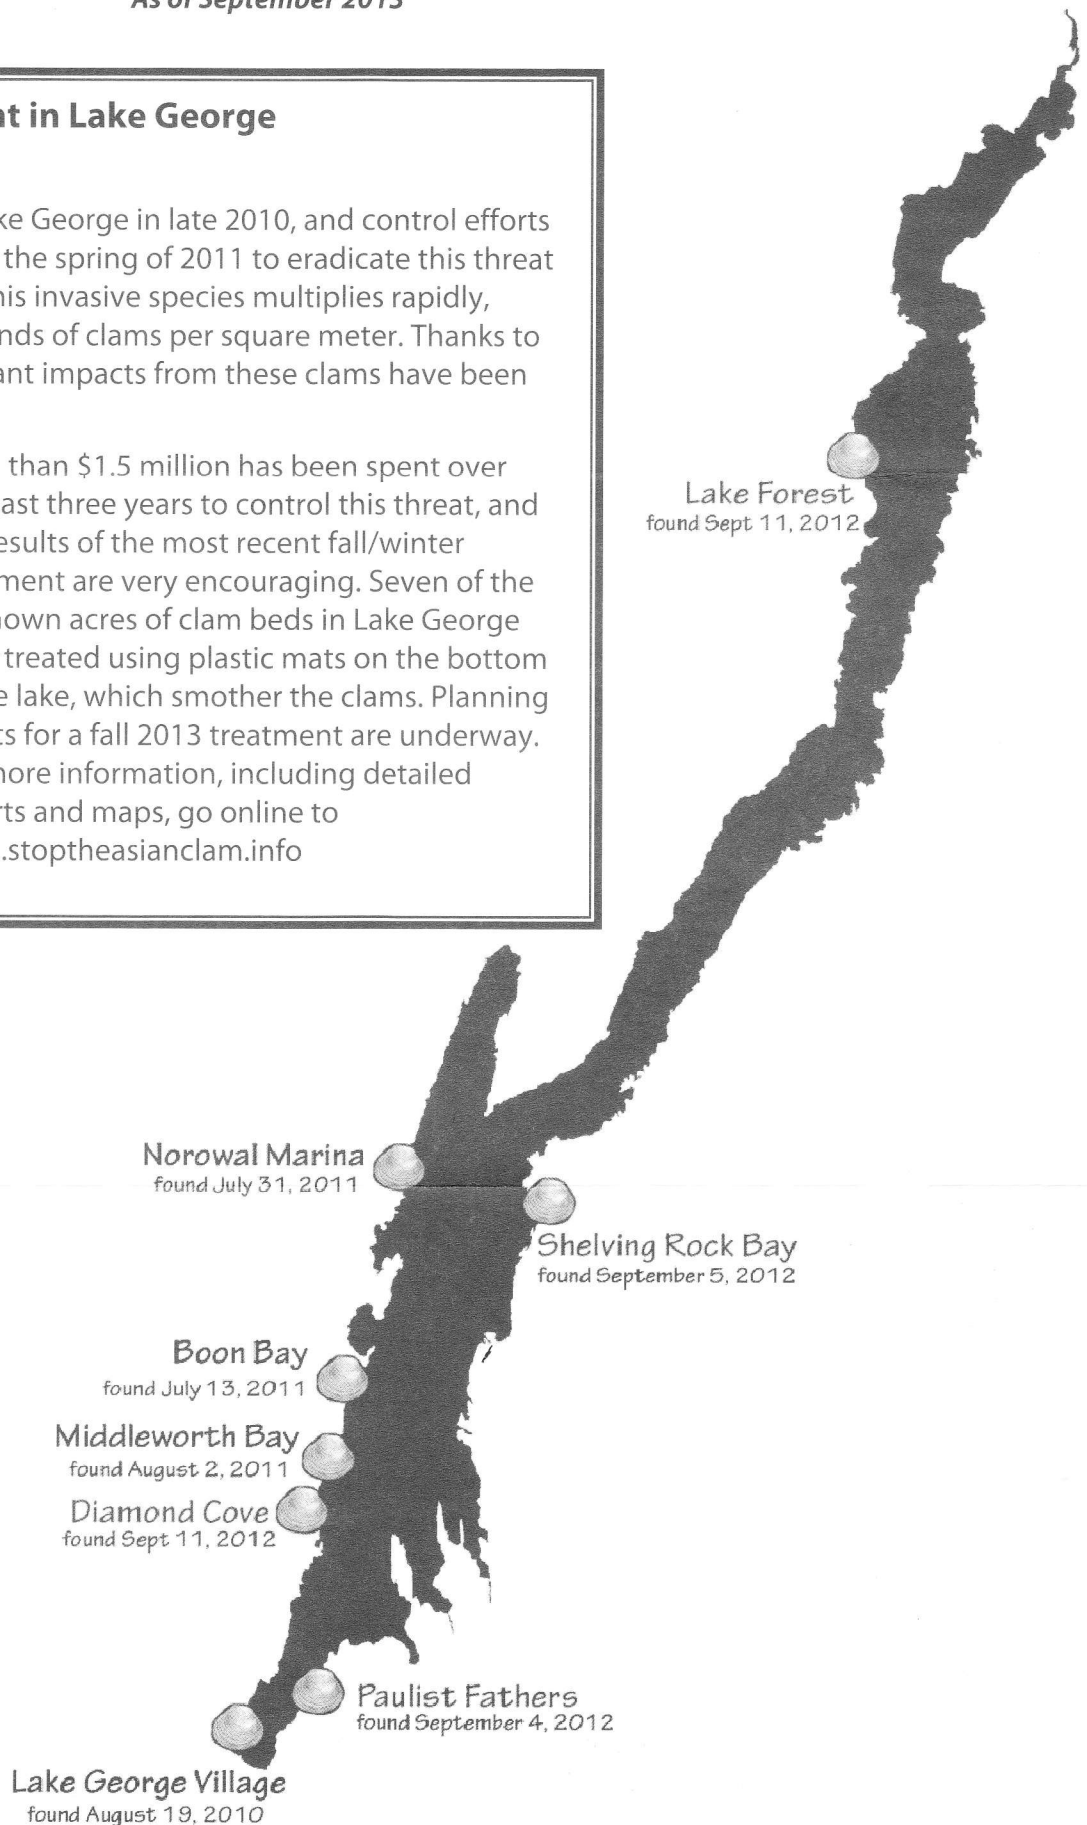 As of September 2013
nt in Lake George
ke George in late 2010, and control efforts
the spring of 2011 to eradicate this threat
his invasive species multiplies rapidly,
nds of clams per square meter. Thanks to
ant impacts from these clams have been
than $1.5 million has been spent over
ast three years to control this threat, and
esults of the most recent fall/winter
ment are very encouraging. Seven of the
nown acres of clam beds in Lake George
treated using plastic mats on the bottom
e lake, which smother the clams. Planning
ts for a fall 2013 treatment are underway.
more information, including detailed
rts and maps, go online to
.stoptheasianclam.info
Lake Forest
found Sept 11, 2012
Norowal Marina
found July 31, 2011
Shelving Rock Bay
found September 5, 2012
Boon Bay
found July 13, 2011
Middleworth Bay
found August 2, 2011
Diamond Cove
found Sept 11, 2012
Paulist Fathers
found September 4, 2012
Lake George Village
found August 19, 2010